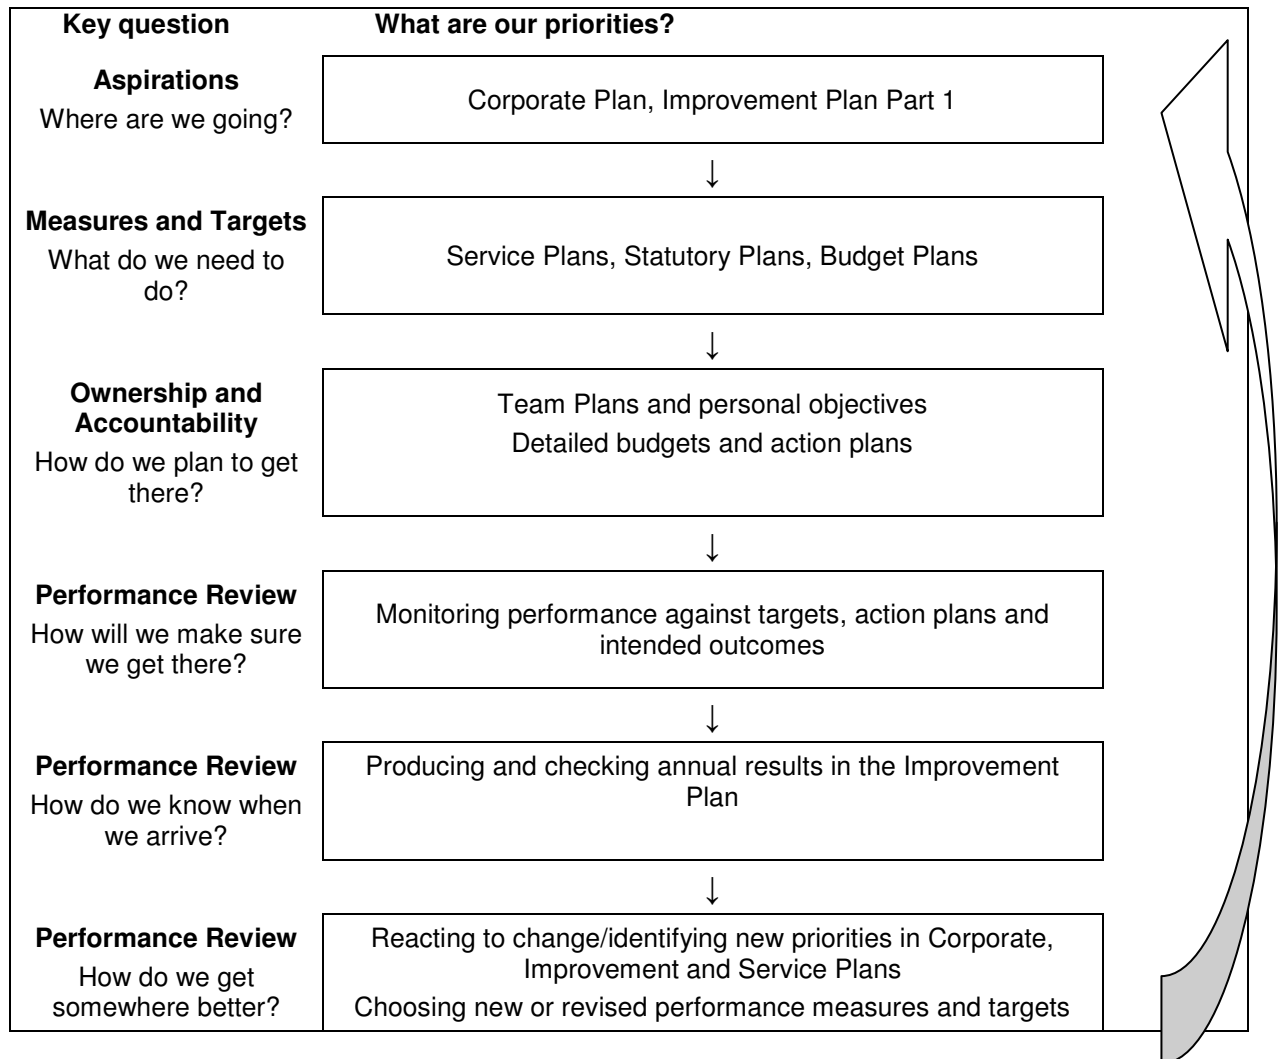 Key question
What are our priorities?
Aspirations
Where are we going?
Corporate Plan, Improvement Plan Part 1
↓
Measures and Targets
What do we need to
do?
Service Plans, Statutory Plans, Budget Plans
↓
Ownership and
Accountability
How do we plan to get
there?
Team Plans and personal objectives
Detailed budgets and action plans
↓
Performance Review
How will we make sure
we get there?
Monitoring performance against targets, action plans and
intended outcomes
↓
Performance Review
How do we know when
we arrive?
Producing and checking annual results in the Improvement
Plan
↓
Performance Review
How do we get
somewhere better?
Reacting to change/identifying new priorities in Corporate,
Improvement and Service Plans
Choosing new or revised performance measures and targets